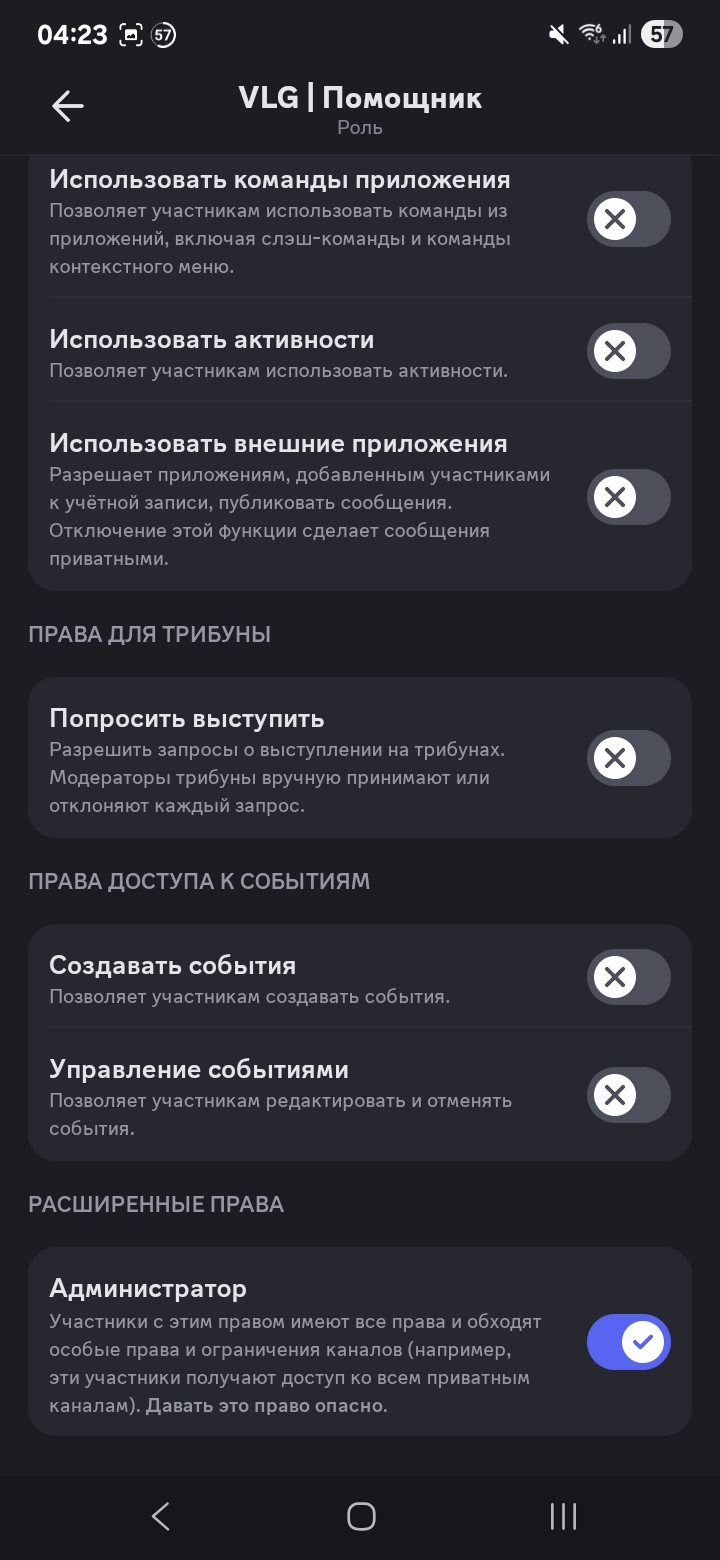 04:23 57 57
VLG | Помощник
Роль
Использовать команды приложения
Позволяет участникам использовать команды из
приложений, включая слэш-команды и команды
контекстного меню.
Использовать активности
Позволяет участникам использовать активности.
Использовать внешние приложения
Разрешает приложениям, добавленным участниками
к учётной записи, публиковать сообщения.
Отключение этой функции сделает сообщения
приватными.
ПРАВА ДЛЯ ТРИБУНЫ
Попросить выступить
Разрешить запросы о выступлении на трибунах.
Модераторы трибуны вручную принимают или
отклоняют каждый запрос.
ПРАВА ДОСТУПА К СОБЫТИЯМ
Создавать события
Позволяет участникам создавать события.
Управление событиями
Позволяет участникам редактировать и отменять
события.
РАСШИРЕННЫЕ ПРАВА
Администратор
Участники с этим правом имеют все права и обходят
особые права и ограничения каналов (например,
эти участники получают доступ ко всем приватным
каналам). Давать это право опасно.